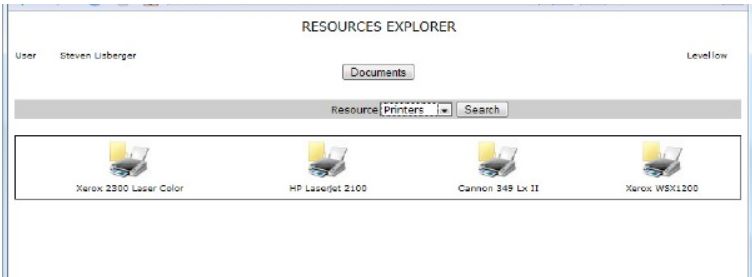 RESOURCES EXPLORER
User Steven Lisberger Level low
Documents
Resource Printers Search
Xerox 2300 Laser Color HP Laserjet 2100 Cannon 349 Lx II Xerox WSX1200